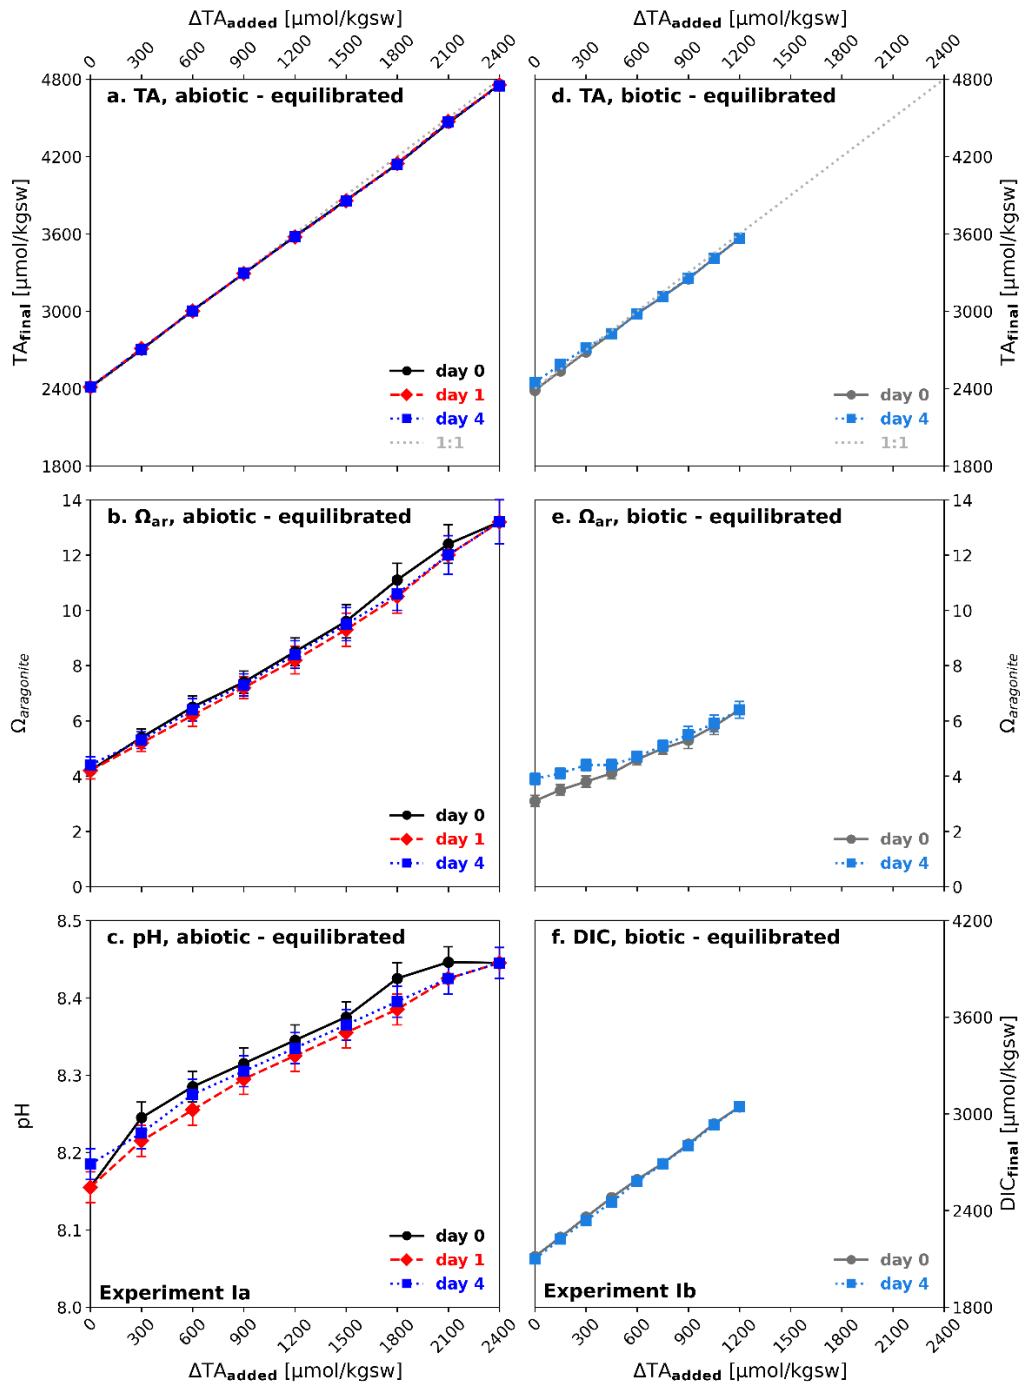 ΔTAadded [µmol/kgsw]
ΔTAadded [µmol/kgsw]
0 300 600 900 1200 1500 1800 2100 2400
0 300 600 900 1200 1500 1800 2100 2400
a. TA, abiotic - equilibrated
4800
4200
3600
3000
2400
1800
TAfinal [µmol/kgsw]
day 0
day 1
day 4
1:1
d. TA, biotic - equilibrated
4800
4200
3600
3000
2400
1800
TAfinal [µmol/kgsw]
day 0
day 4
1:1
b. Ωar, abiotic - equilibrated
14
12
10
8
6
4
2
0
Ωaragonite
day 0
day 1
day 4
e. Ωar, biotic - equilibrated
14
12
10
8
6
4
2
0
Ωaragonite
day 0
day 4
c. pH, abiotic - equilibrated
8.5
8.4
8.3
8.2
8.1
8.0
pH
day 0
day 1
day 4
Experiment Ia
f. DIC, biotic - equilibrated
4200
3600
3000
2400
1800
DICfinal [µmol/kgsw]
day 0
day 4
Experiment Ib
0 300 600 900 1200 1500 1800 2100 2400
0 300 600 900 1200 1500 1800 2100 2400
ΔTAadded [µmol/kgsw]
ΔTAadded [µmol/kgsw]